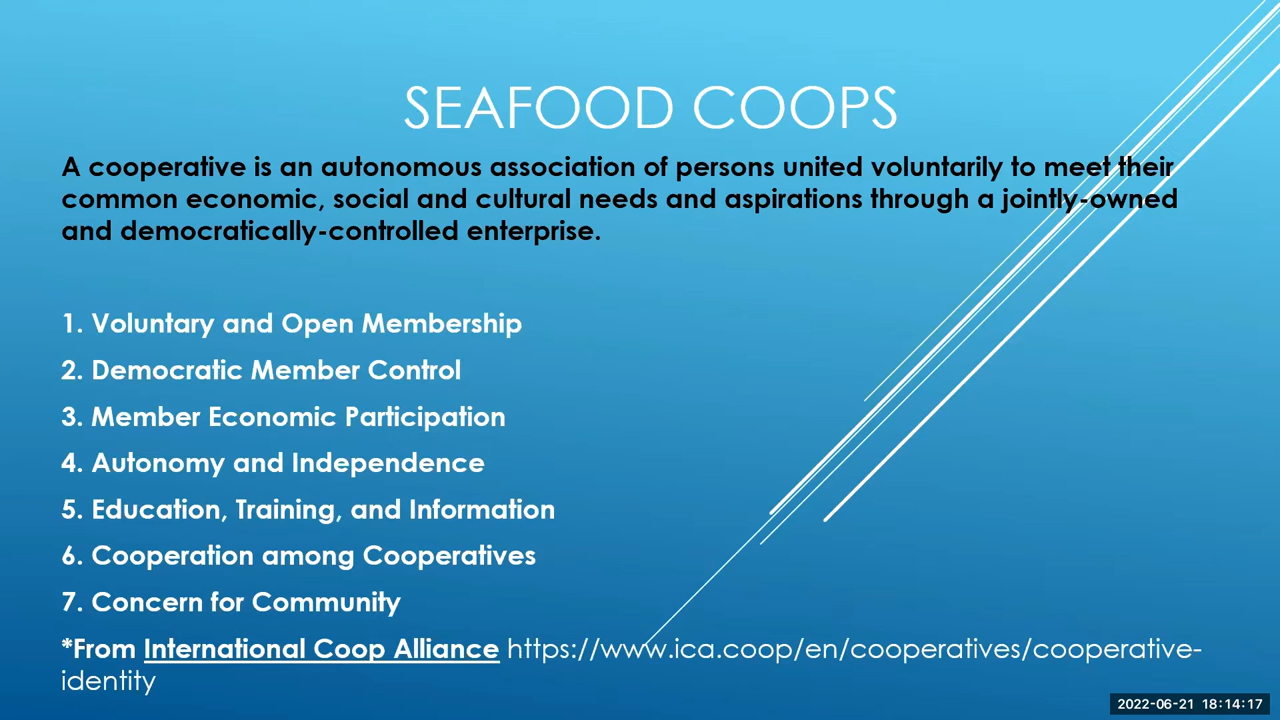 SEAFOOD COOPS
A cooperative is an autonomous association of persons united voluntarily to meet their
common economic, social and cultural needs and aspirations through a jointly-owned
and democratically-controlled enterprise.
1. Voluntary and Open Membership
2. Democratic Member Control
3. Member Economic Participation
4. Autonomy and Independence
5. Education, Training, and Information
6. Cooperation among Cooperatives
7. Concern for Community
*From International Coop Alliance https://www.ica.coop/en/cooperatives/cooperative-
identity
2022-06-21 18:14:17